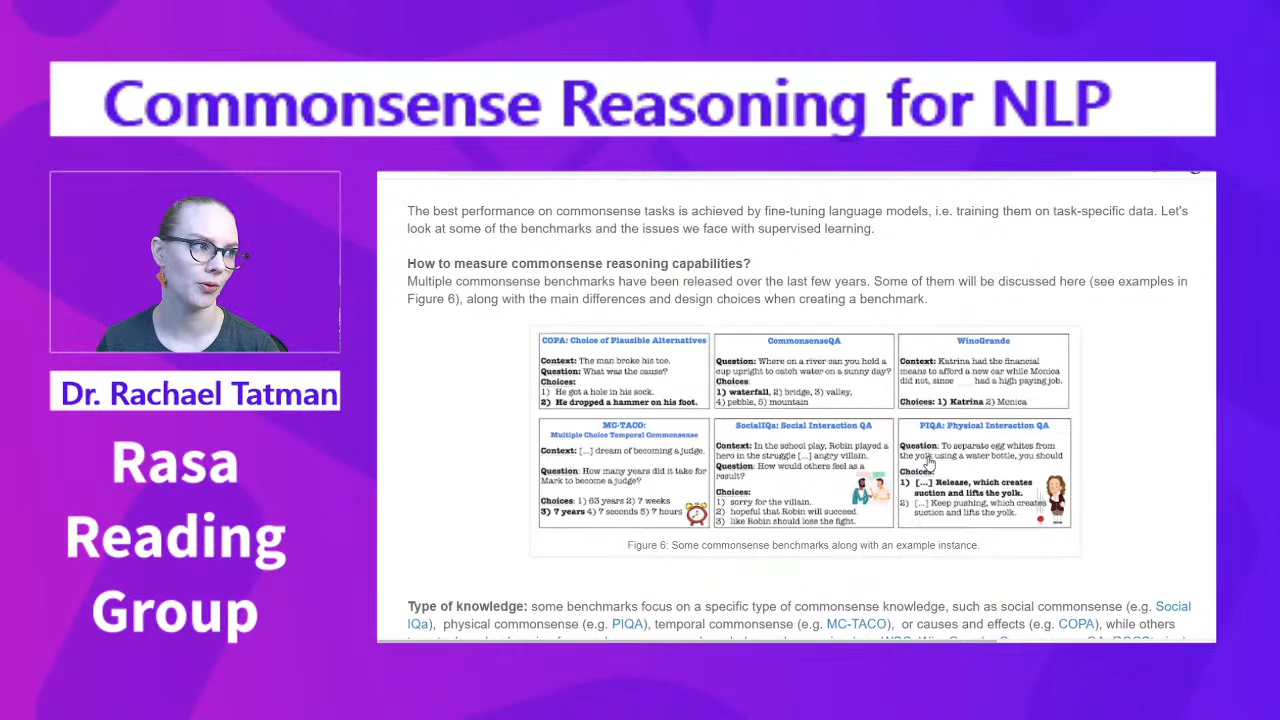 Commonsense Reasoning for NLP
Dr. Rachael Tatman
Rasa
Reading
Group
The best performance on commonsense tasks is achieved by fine-tuning language models, i.e. training them on task-specific data. Let's
look at some of the benchmarks and the issues we face with supervised learning.
How to measure commonsense reasoning capabilities?
Multiple commonsense benchmarks have been released over the last few years. Some of them will be discussed here (see examples in
Figure 6), along with the main differences and design choices when creating a benchmark.
COPA: Choice of Plausible Alternatives
Context: The man broke his toe.
Question: What was the cause?
Choices:
1) He got a hole in his sock.
2) He dropped a hammer on his foot.
CommonsenseQA
Question: Where on a river can you hold a
cup upright to catch water on a sunny day?
Choices:
1) waterfall, 2) bridge, 3) valley,
4) pebble, 5) mountain
WinoGrande
Context: Katrina had the financial
means to afford a new car while Monica
did not, since ____ had a high paying job.
Choices: 1) Katrina 2) Monica
MC-TACO:
Multiple Choice Temporal Commonsense
Context: [...] dream of becoming a judge.
Question: How many years did it take for
Mark to become a judge?
Choices: 1) 63 years 2) 7 weeks
3) 7 years 4) 7 seconds 5) 7 hours
SocialIQa: Social Interaction QA
Context: In the school play, Robin played a
hero in the struggle [...] angry villain.
Question: How would others feel as a
result?
Choices:
1) sorry for the villain.
2) hopeful that Robin will succeed.
3) like Robin should lose the fight.
PIQA: Physical Interaction QA
Question: To separate egg whites from
the yolk using a water bottle, you should
Choices:
1) [...] Release, which creates
suction and lifts the yolk.
2) [...] Keep pushing, which creates
suction and lifts the yolk.
Figure 6: Some commonsense benchmarks along with an example instance.
Type of knowledge: some benchmarks focus on a specific type of commonsense knowledge, such as social commonsense (e.g. Social
IQa), physical commonsense (e.g. PIQA), temporal commonsense (e.g. MC-TACO), or causes and effects (e.g. COPA), while others